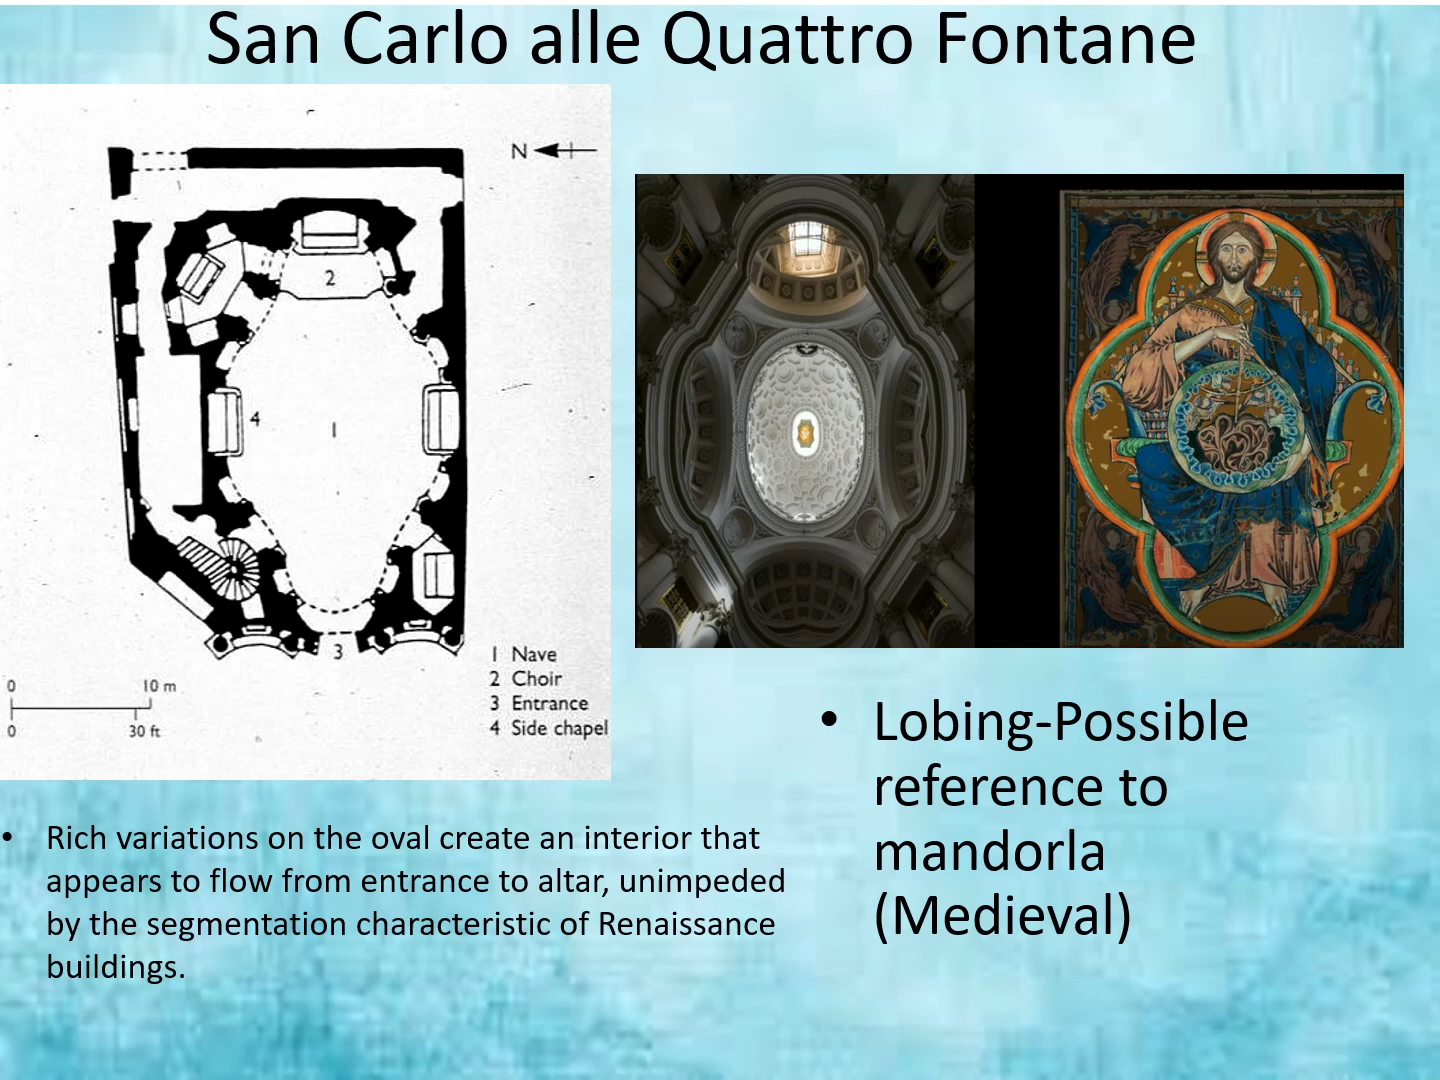 San Carlo alle Quattro Fontane
N
2
4
1
3
1 Nave
2 Choir
3 Entrance
4 Side chapel
0 10 m
0 30 ft
• Lobing-Possible
reference to
mandorla
(Medieval)
• Rich variations on the oval create an interior that
appears to flow from entrance to altar, unimpeded
by the segmentation characteristic of Renaissance
buildings.